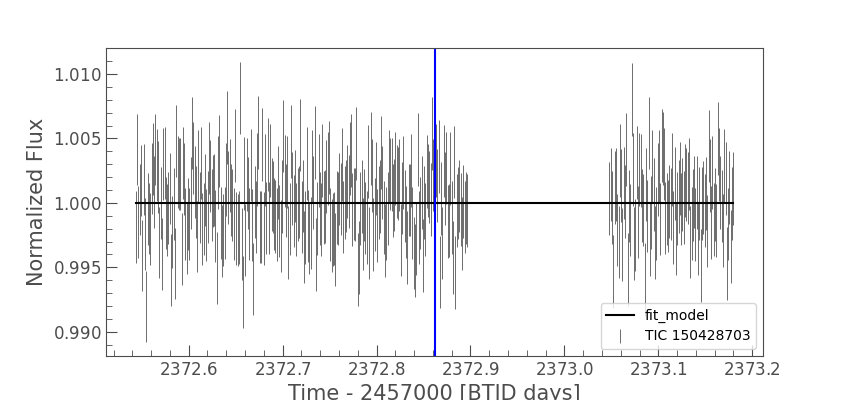 1.010
1.005
1.000
0.995
0.990
Normalized Flux
fit_model
TIC 150428703
2372.6 2372.7 2372.8 2372.9 2373.0 2373.1 2373.2
Time - 2457000 [BTJD days]